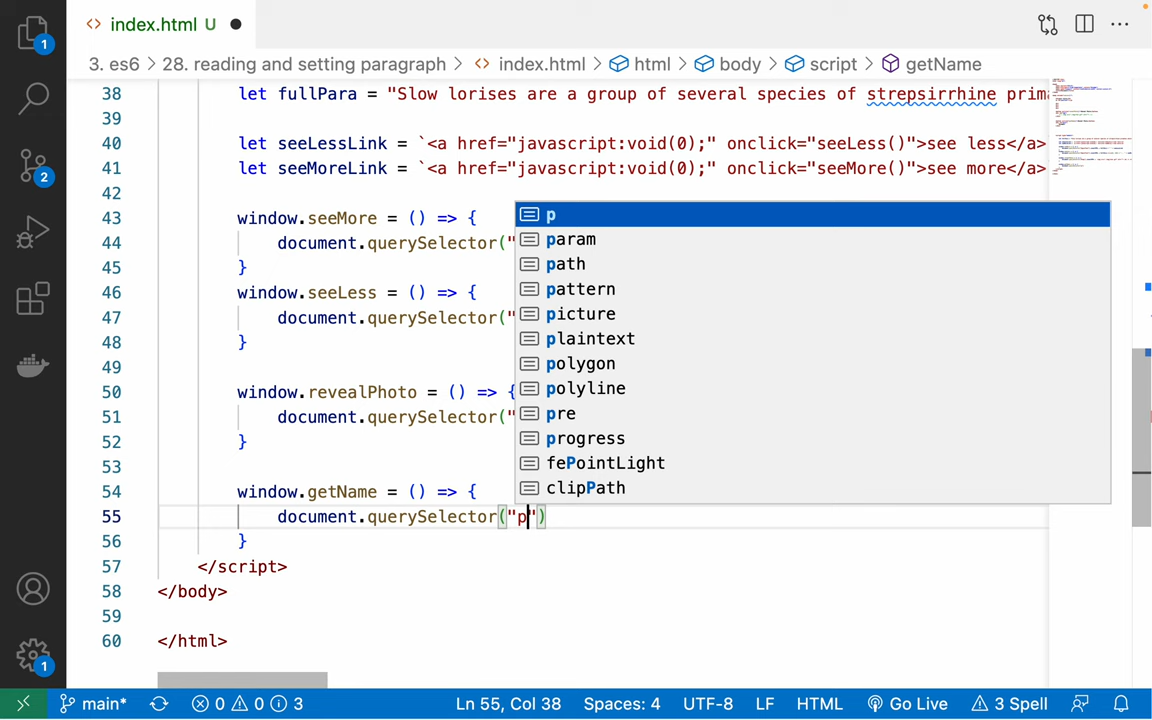 index.html U
1
3. es6 > 28. reading and setting paragraph > index.html > html > body > script > getName
38 let fullPara = "Slow lorises are a group of several species of strepsirrhine prim
39
40 let seeLessLink = `<a href="javascript:void(0);" onclick="seeLess()">see less</a>
41 let seeMoreLink = `<a href="javascript:void(0);" onclick="seeMore()">see more</a>
2
42
43 window.seeMore = () => {
p
44 document.querySelector("
param
45 }
path
46 window.seeLess = () => {
pattern
47 document.querySelector("
picture
48 }
plaintext
49
polygon
50 window.revealPhoto = () => {
polyline
51 document.querySelector("
pre
52 }
progress
53
fePointLight
54 window.getName = () => {
clipPath
55 document.querySelector("p")
56 }
57 </script>
58 </body>
59
60 </html>
1
main* 0 0 3 Ln 55, Col 38 Spaces: 4 UTF-8 LF HTML Go Live 3 Spell